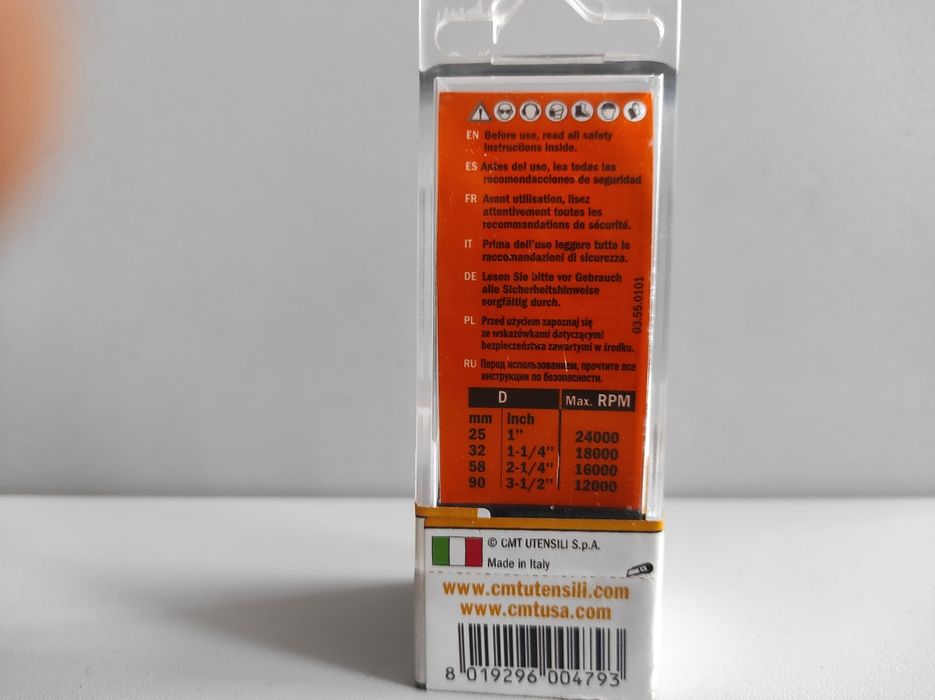 EN Before use, read all safety
instructions inside.
ES Antes del uso, lea todas las
recomendacciones de seguridad
FR Avant utilisation, lisez
attentivement toutes les
recommandations de sécurité.
IT Prima dell'uso leggere tutte le
raccomandazioni di sicurezza.
DE Lesen Sie bitte vor Gebrauch
alle Sicherheitshinweise
sorgfältig durch.
PL Przed użyciem zapoznaj się
ze wskazówkami dotyczącymi
bezpieczeństwa zawartymi w środku.
RU Перед использованием, прочтите все
инструкции по безопасности.
03.55.0101
D Max. RPM
mm inch
25 1" 24000
32 1-1/4" 18000
58 2-1/4" 16000
90 3-1/2" 12000
© CMT UTENSILI S.p.A.
Made in Italy
www.cmtutensili.com
www.cmtusa.com
8 019296 004793